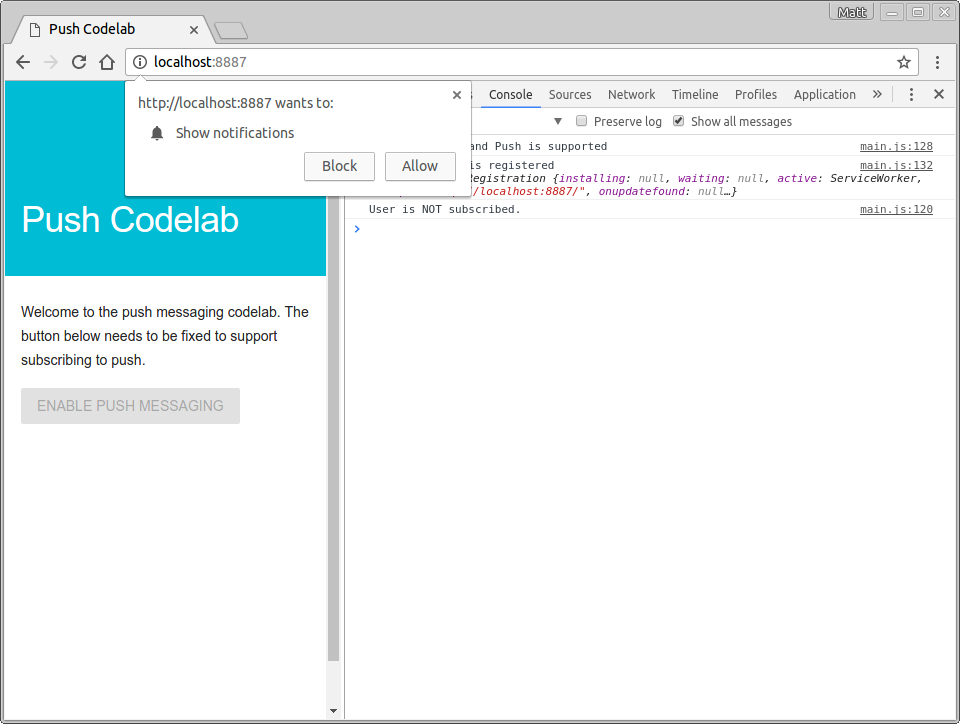 Matt
Push Codelab
localhost:8887
http://localhost:8887 wants to:
Show notifications
Block Allow
Console Sources Network Timeline Profiles Application
Preserve log Show all messages
and Push is supported main.js:128
is registered main.js:132
Registration {installing: null, waiting: null, active: ServiceWorker,
//localhost:8887/", onupdatefound: null…}
User is NOT subscribed. main.js:120
Push Codelab
Welcome to the push messaging codelab. The
button below needs to be fixed to support
subscribing to push.
ENABLE PUSH MESSAGING